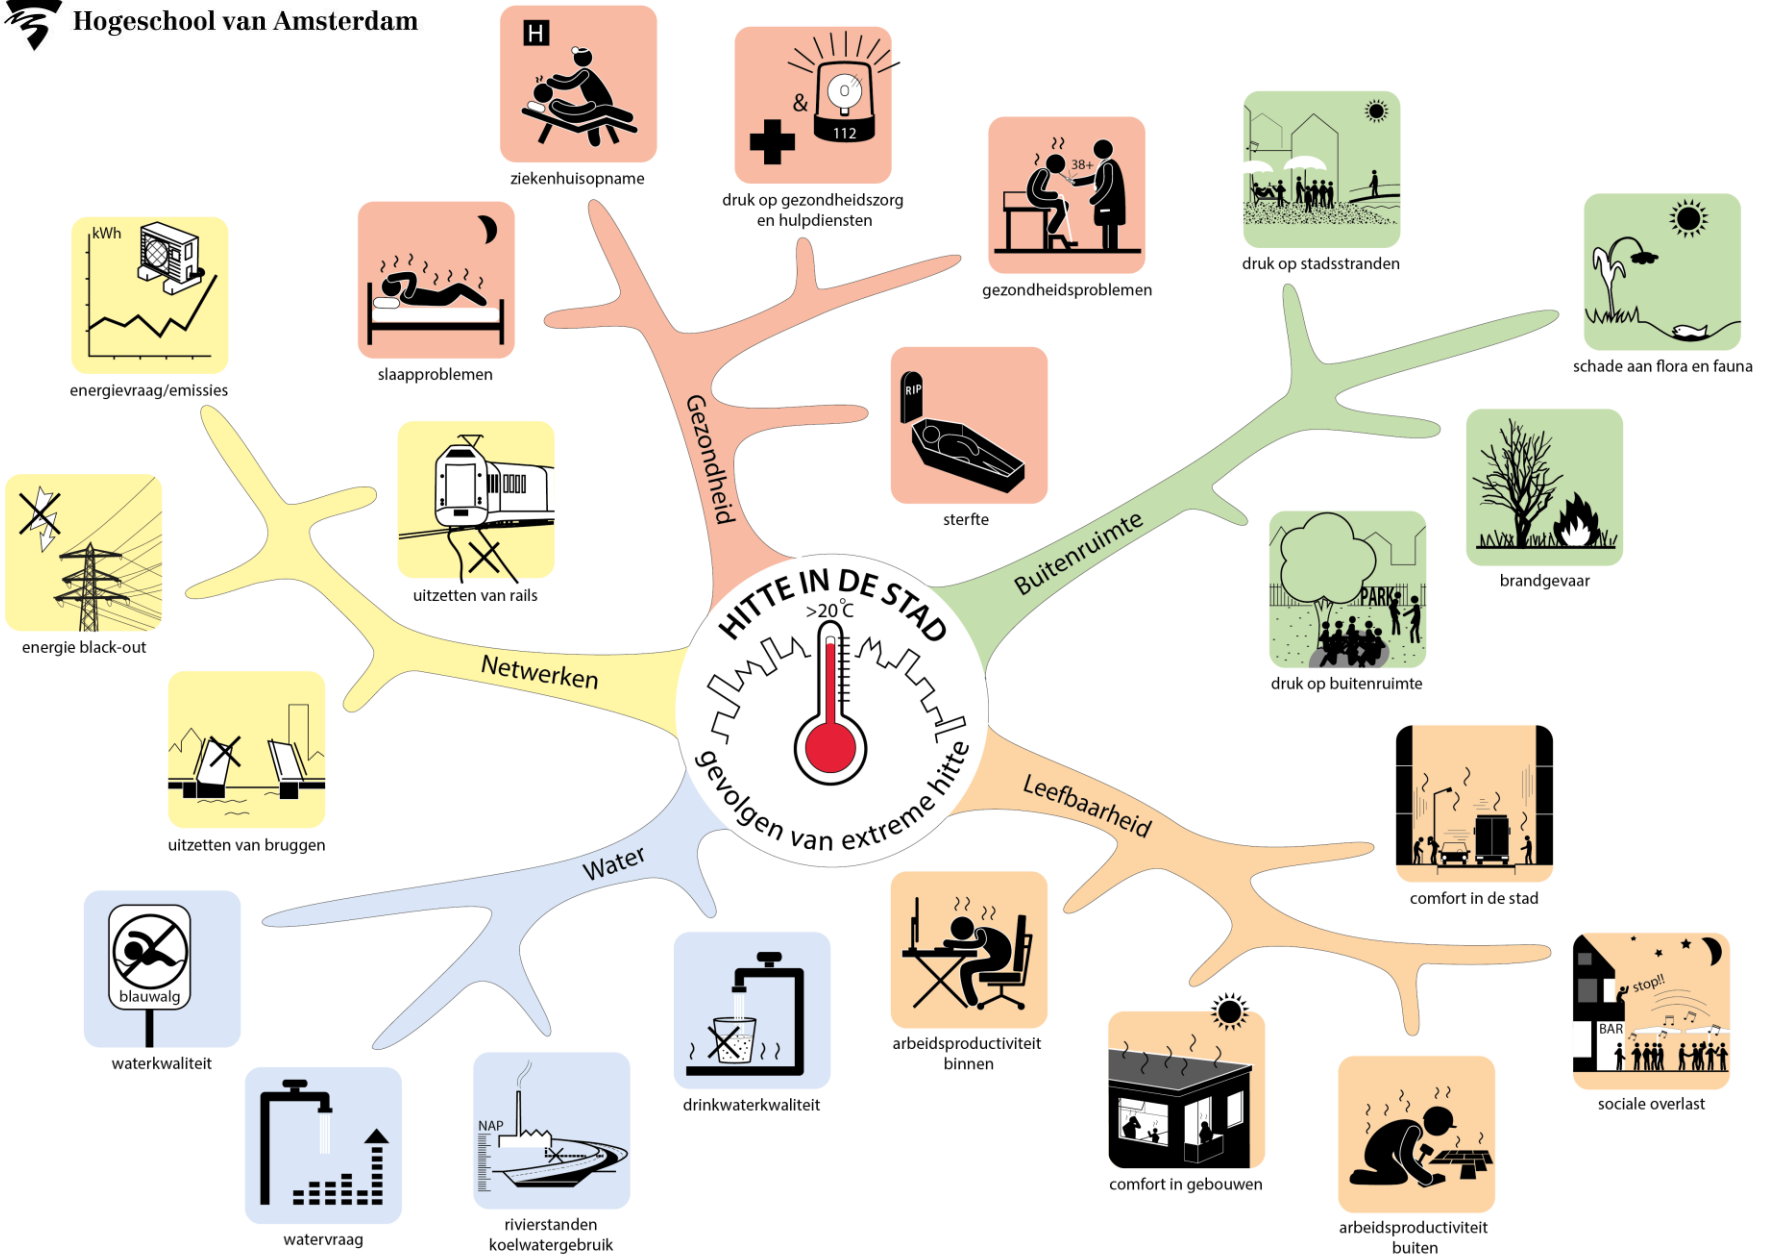 Hogeschool van Amsterdam
H
ziekenhuisopname
&
112
druk op gezondheidszorg
en hulpdiensten
38+
gezondheidsproblemen
druk op stadsstranden
schade aan flora en fauna
kWh
energievraag/emissies
slaapproblemen
RIP
sterfte
brandgevaar
energie black-out
uitzetten van rails
PARK
druk op buitenruimte
uitzetten van bruggen
Gezondheid
Buitenruimte
Netwerken
Water
Leefbaarheid
HITTE IN DE STAD
>20°C
gevolgen van extreme hitte
comfort in de stad
blauwalg
waterkwaliteit
watervraag
NAP
rivierstanden
koelwatergebruik
drinkwaterkwaliteit
arbeidsproductiviteit
binnen
comfort in gebouwen
arbeidsproductiviteit
buiten
stop!!
BAR
sociale overlast